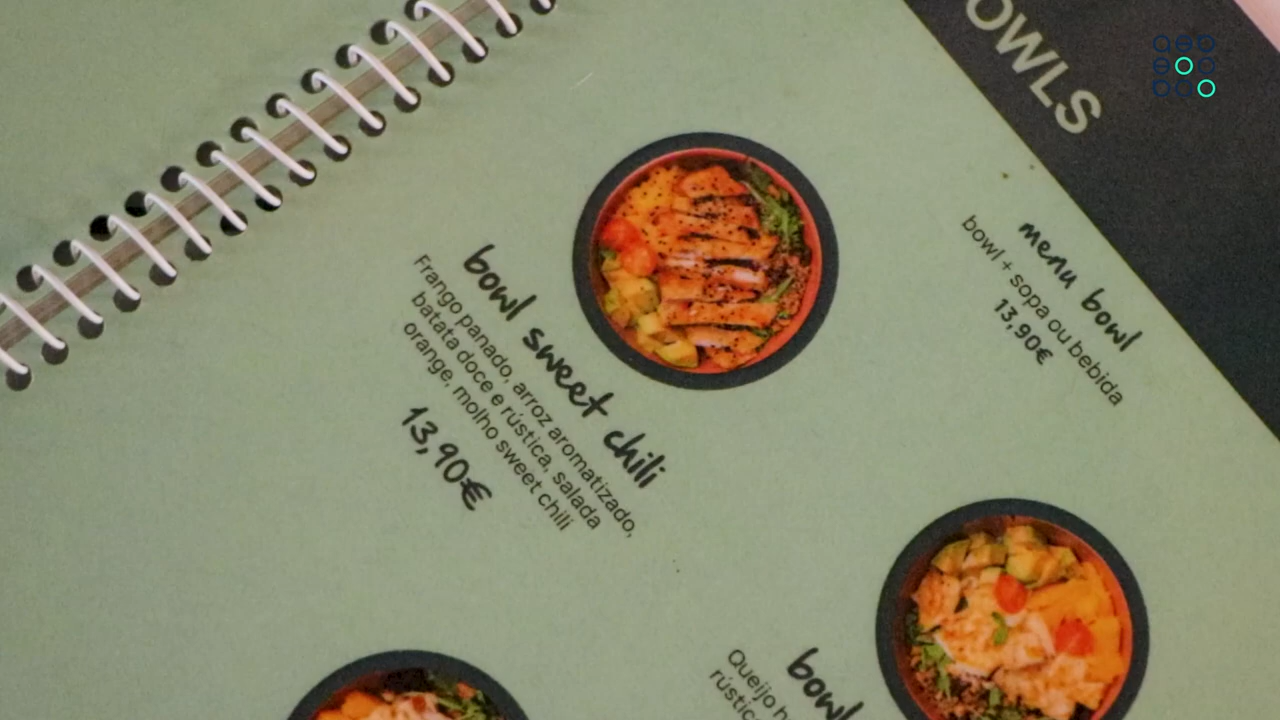 OWLS
menu bowl
bowl + sopa ou bebida
13,90€
bowl sweet chili
Frango panado, arroz aromatizado,
batata doce e rústica, salada
orange, molho sweet chili
13,90€
bowl
Queijo